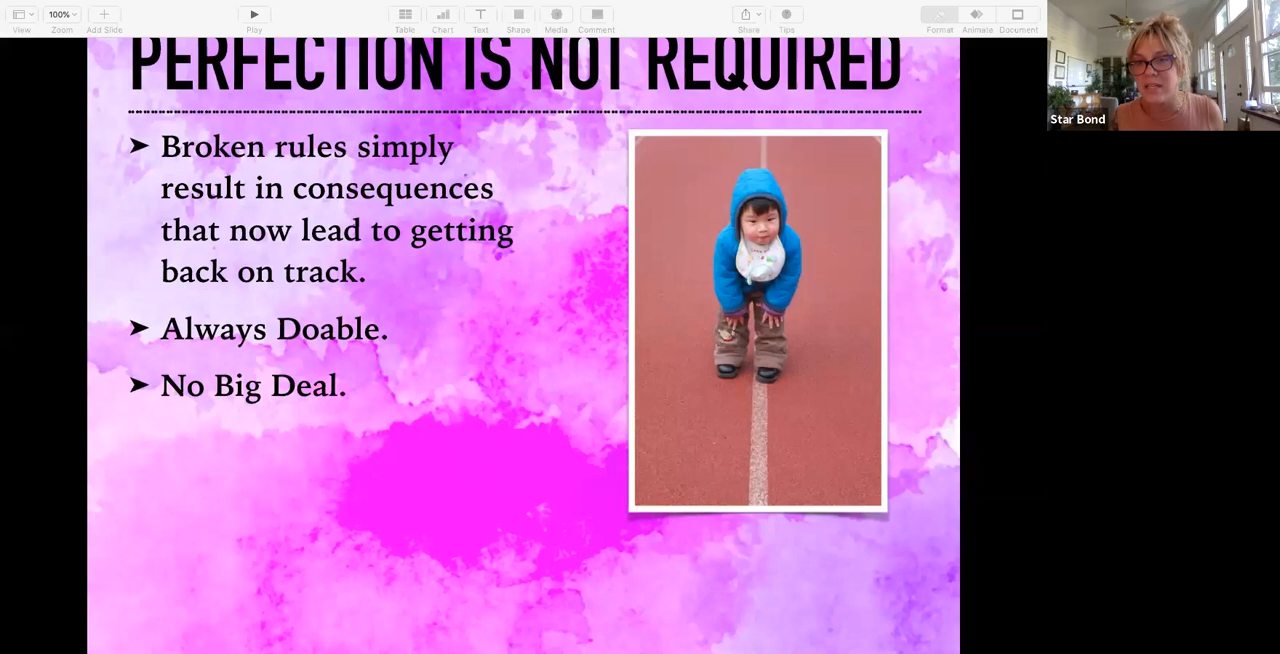 100%
View
Zoom
Add Slide
Play
Table
Chart
Text
Shape
Media
Comment
Share
Tips
Format
Animate
Document
Star Bond
PERFECTION IS NOT REQUIRED
➤ Broken rules simply
result in consequences
that now lead to getting
back on track.
➤ Always Doable.
➤ No Big Deal.